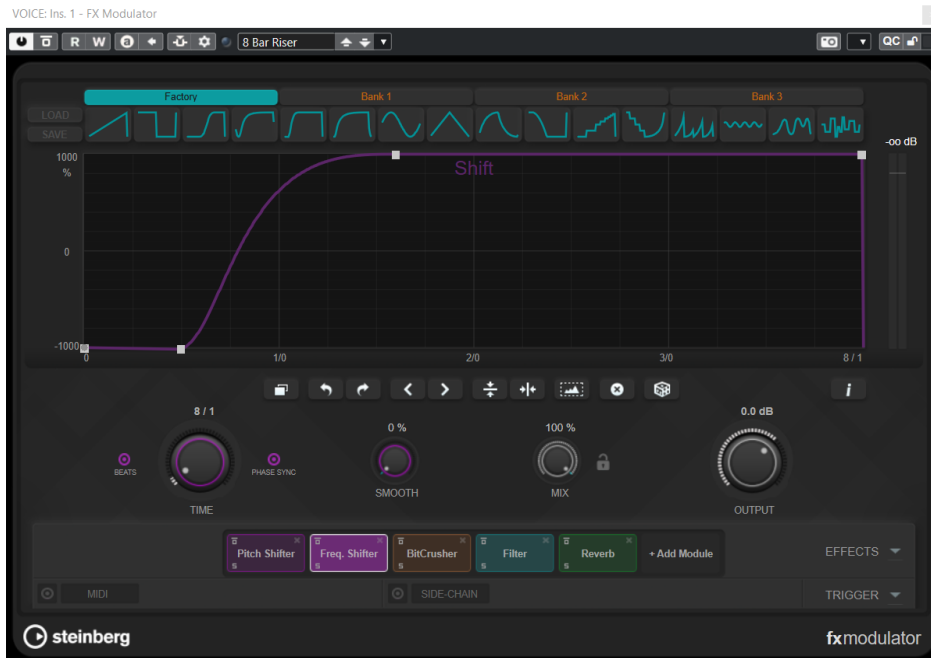 VOICE: Ins. 1 - FX Modulator
R W a 8 Bar Riser QC
Factory Bank 1 Bank 2 Bank 3
LOAD
SAVE
-oo dB
1000
%
Shift
0
-1000
0 1/0 2/0 3/0 8 / 1
i
8 / 1 0 % 100 % 0.0 dB
BEATS PHASE SYNC
TIME SMOOTH MIX OUTPUT
Pitch Shifter Freq. Shifter BitCrusher Filter Reverb + Add Module EFFECTS
S S S S S
MIDI SIDE-CHAIN TRIGGER
steinberg fxmodulator